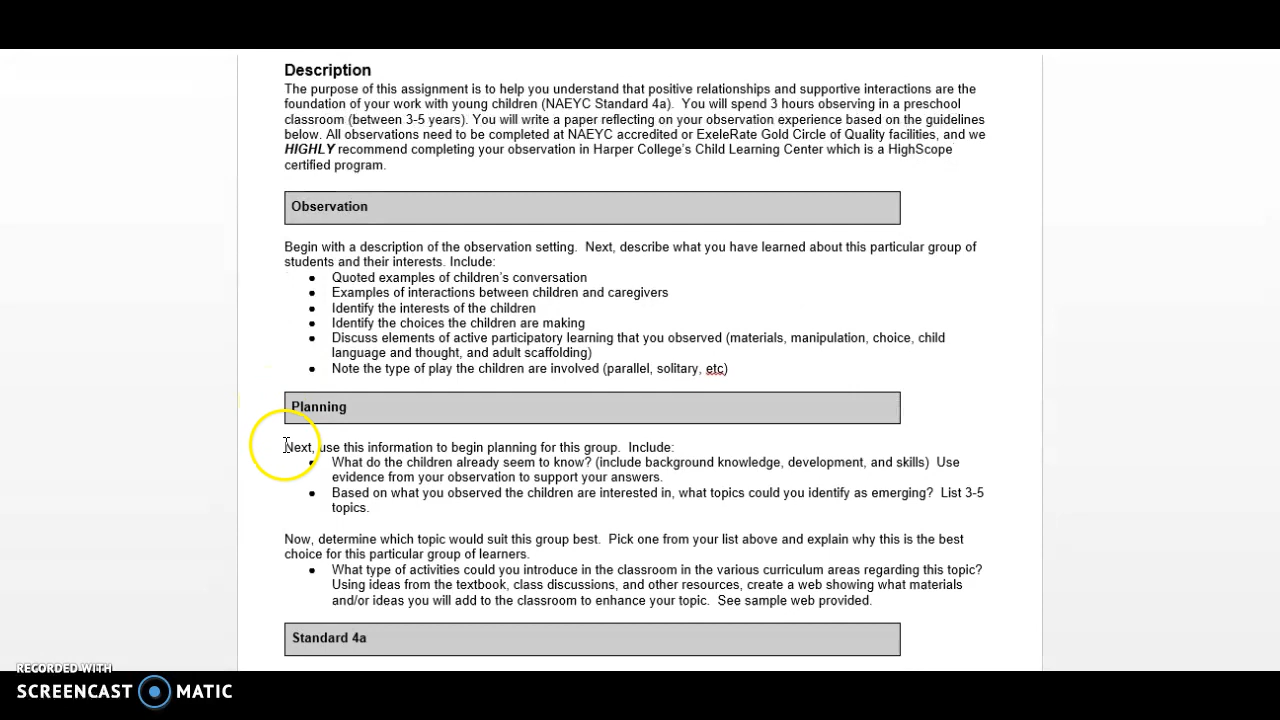 Description
The purpose of this assignment is to help you understand that positive relationships and supportive interactions are the
foundation of your work with young children (NAEYC Standard 4a).  You will spend 3 hours observing in a preschool
classroom (between 3-5 years). You will write a paper reflecting on your observation experience based on the guidelines
below. All observations need to be completed at NAEYC accredited or ExeleRate Gold Circle of Quality facilities, and we
HIGHLY recommend completing your observation in Harper College's Child Learning Center which is a HighScope
certified program.
Observation
Begin with a description of the observation setting.  Next, describe what you have learned about this particular group of
students and their interests. Include:
• Quoted examples of children's conversation
• Examples of interactions between children and caregivers
• Identify the interests of the children
• Identify the choices the children are making
• Discuss elements of active participatory learning that you observed (materials, manipulation, choice, child
language and thought, and adult scaffolding)
• Note the type of play the children are involved (parallel, solitary, etc)
Planning
Next, use this information to begin planning for this group.  Include:
• What do the children already seem to know? (include background knowledge, development, and skills)  Use
evidence from your observation to support your answers.
• Based on what you observed the children are interested in, what topics could you identify as emerging?  List 3-5
topics.
Now, determine which topic would suit this group best.  Pick one from your list above and explain why this is the best
choice for this particular group of learners.
• What type of activities could you introduce in the classroom in the various curriculum areas regarding this topic?
Using ideas from the textbook, class discussions, and other resources, create a web showing what materials
and/or ideas you will add to the classroom to enhance your topic.  See sample web provided.
Standard 4a
RECORDED WITH
SCREENCAST MATIC